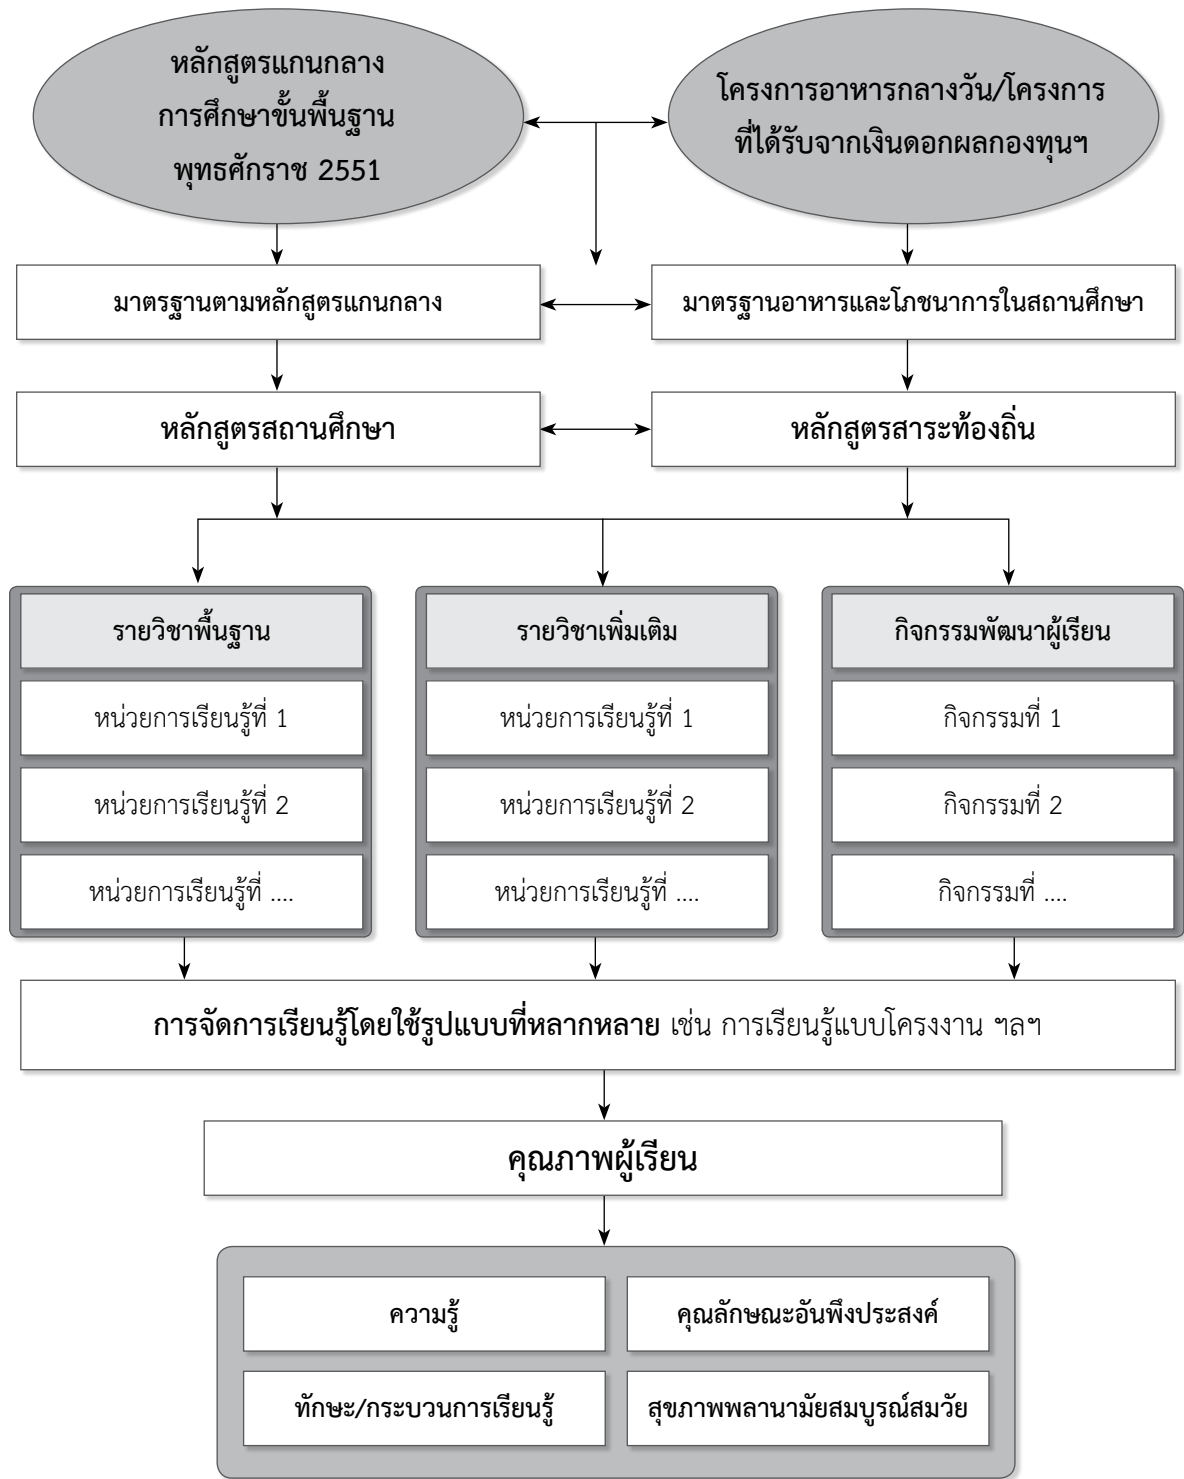 หลักสูตรแกนกลาง
การศึกษาขั้นพื้นฐาน
พุทธศักราช 2551
โครงการอาหารกลางวัน/โครงการ
ที่ได้รับจากเงินดอกผลกองทุนฯ
มาตรฐานตามหลักสูตรแกนกลาง
มาตรฐานอาหารและโภชนาการในสถานศึกษา
หลักสูตรสถานศึกษา
หลักสูตรสาระท้องถิ่น
รายวิชาพื้นฐาน
หน่วยการเรียนรู้ที่ 1
หน่วยการเรียนรู้ที่ 2
หน่วยการเรียนรู้ที่ ....
รายวิชาเพิ่มเติม
หน่วยการเรียนรู้ที่ 1
หน่วยการเรียนรู้ที่ 2
หน่วยการเรียนรู้ที่ ....
กิจกรรมพัฒนาผู้เรียน
กิจกรรมที่ 1
กิจกรรมที่ 2
กิจกรรมที่ ....
การจัดการเรียนรู้โดยใช้รูปแบบที่หลากหลาย เช่น การเรียนรู้แบบโครงงาน ฯลฯ
คุณภาพผู้เรียน
ความรู้
คุณลักษณะอันพึงประสงค์
ทักษะ/กระบวนการเรียนรู้
สุขภาพพลานามัยสมบูรณ์สมวัย